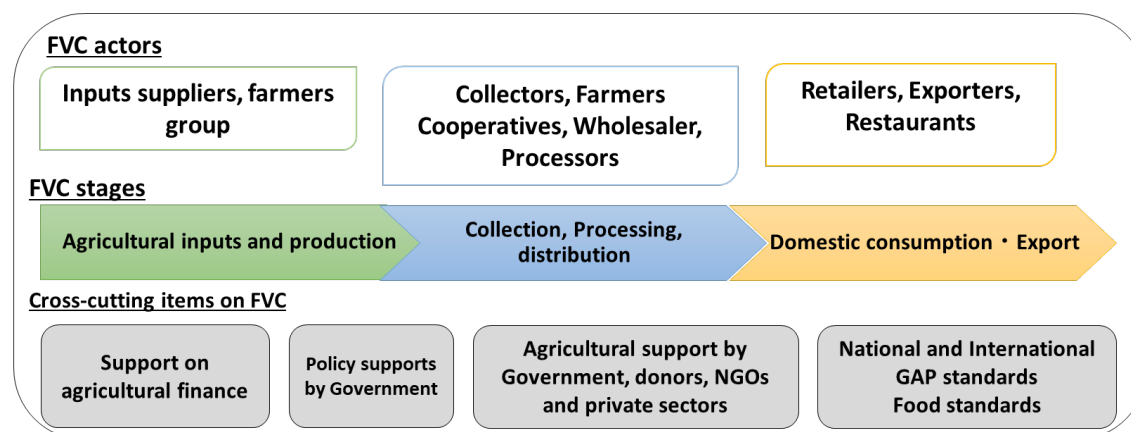 FVC actors
Inputs suppliers, farmers
group
Collectors, Farmers
Cooperatives, Wholesaler,
Processors
Retailers, Exporters,
Restaurants
FVC stages
Agricultural inputs and production
Collection, Processing,
distribution
Domestic consumption・Export
Cross-cutting items on FVC
Support on
agricultural finance
Policy supports
by Government
Agricultural support by
Government, donors, NGOs
and private sectors
National and International
GAP standards
Food standards